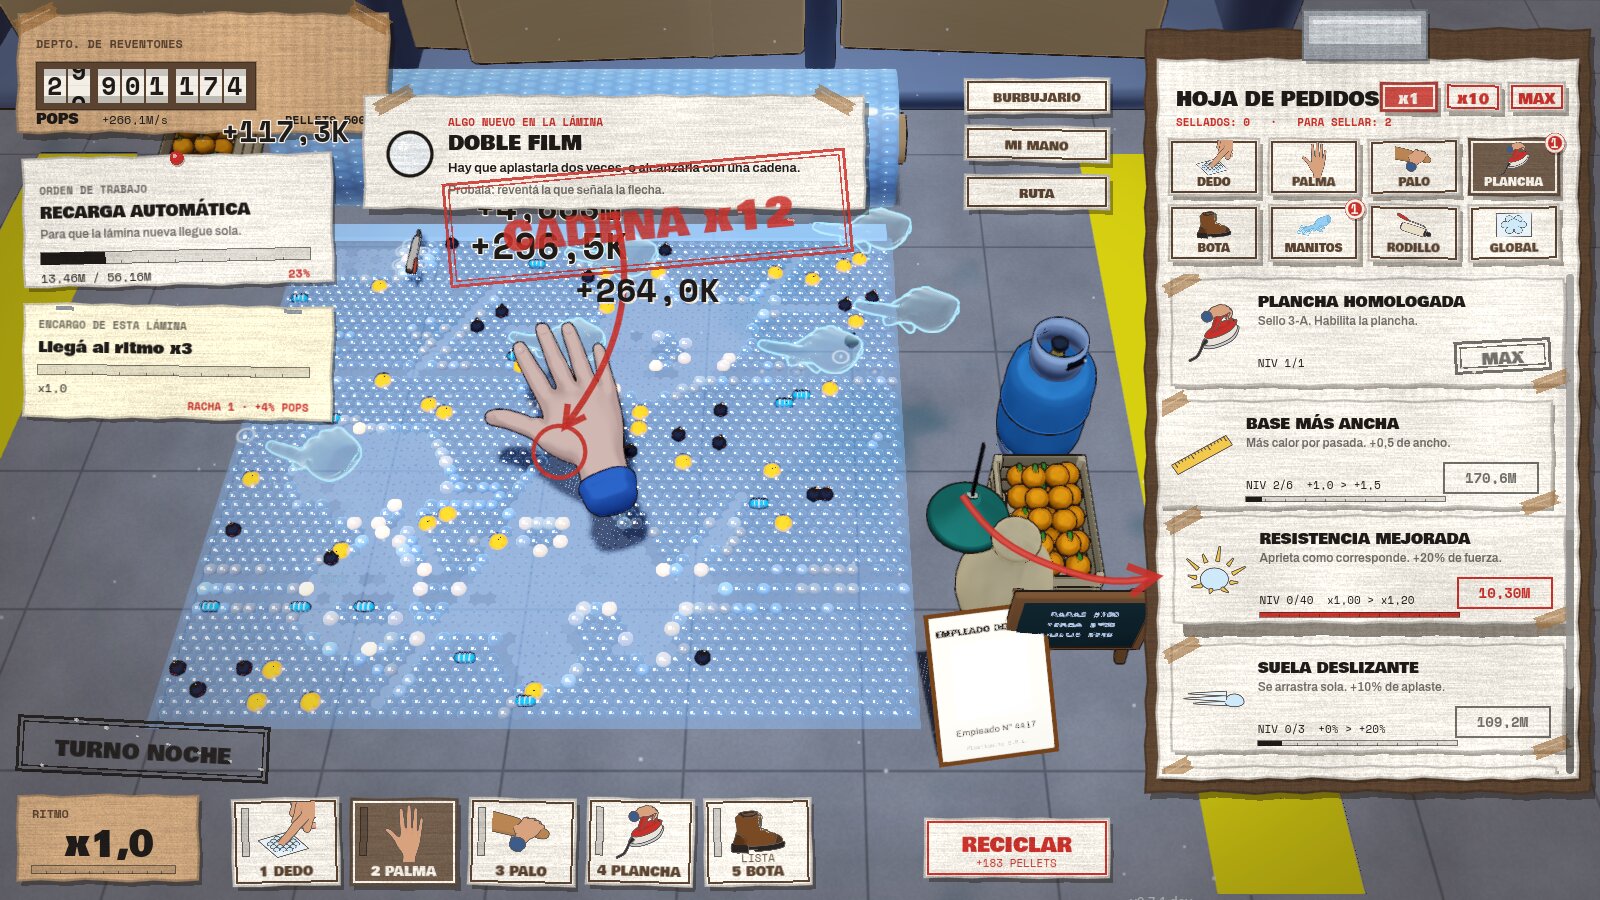 DEPTO. DE REVENTONES
901 174
POPS +266,1M/s
+117,3K
ORDEN DE TRABAJO
RECARGA AUTOMÁTICA
Para que la lámina nueva llegue sola.
13,46M / 56,16M 23%
ENCARGO DE ESTA LÁMINA
Llegá al ritmo x3
x1,0
RACHA 1 · +4% POPS
ALGO NUEVO EN LA LÁMINA
DOBLE FILM
Hay que aplastarla dos veces, o alcanzarla con una cadena.
Probala: reventá la que señala la flecha.
CADENA x12
+296,5K
+264,0K
BURBUJARIO
MI MANO
RUTA
HOJA DE PEDIDOS
x1
x10
MAX
SELLADOS: 0 · PARA SELLAR: 2
DEDO
PALMA
PALO
PLANCHA
1
BOTA
MANITOS
1
RODILLO
GLOBAL
PLANCHA HOMOLOGADA
Sello 3-A. Habilita la plancha.
NIV 1/1
MAX
BASE MÁS ANCHA
Más calor por pasada. +0,5 de ancho.
NIV 2/6 +1,0 > +1,5
170,6M
RESISTENCIA MEJORADA
Aprieta como corresponde. +20% de fuerza.
NIV 0/40 x1,00 > x1,20
10,30M
SUELA DESLIZANTE
Se arrastra sola. +10% de aplaste.
NIV 0/3 +0% > +20%
109,2M
Empleado N° 4417
TURNO NOCHE
RITMO
x1,0
1 DEDO
2 PALMA
3 PALO
4 PLANCHA
LISTA
5 BOTA
RECICLAR
+183 PELLETS